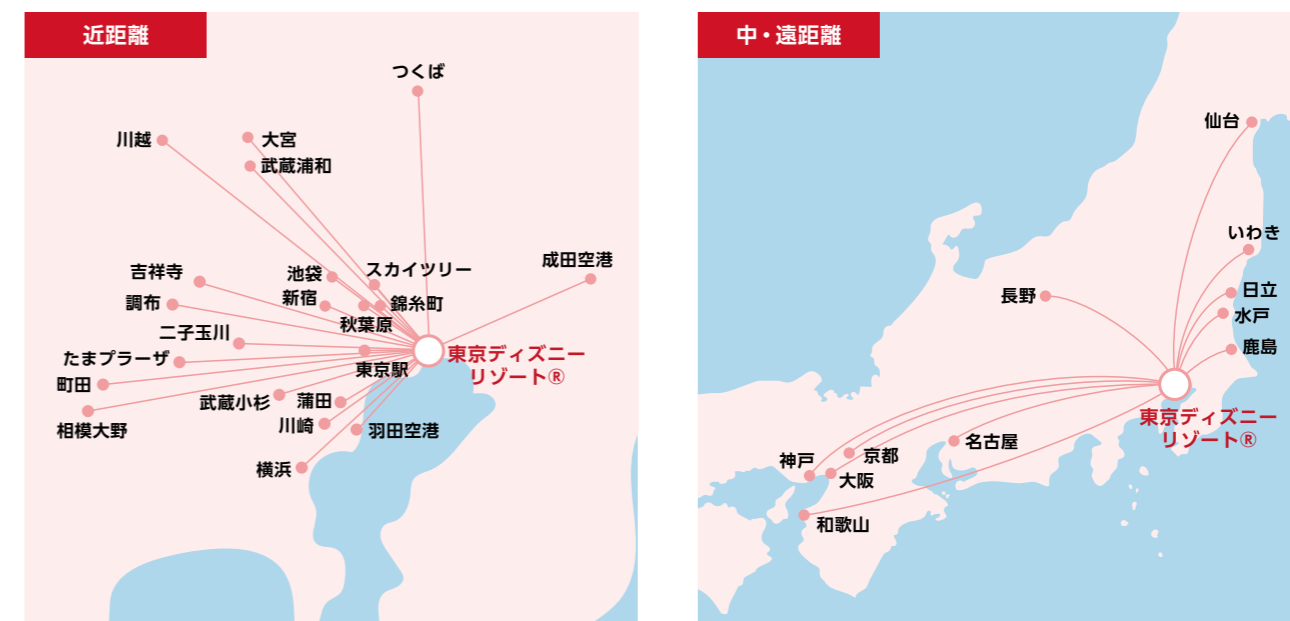 近距離
つくば
川越
大宮
武蔵浦和
吉祥寺
池袋
スカイツリー
成田空港
調布
新宿
錦糸町
秋葉原
二子玉川
たまプラーザ
東京ディズニー
リゾート®
東京駅
町田
武蔵小杉
蒲田
相模大野
川崎
羽田空港
横浜
中・遠距離
仙台
いわき
長野
日立
水戸
鹿島
東京ディズニー
リゾート®
名古屋
京都
神戸
大阪
和歌山